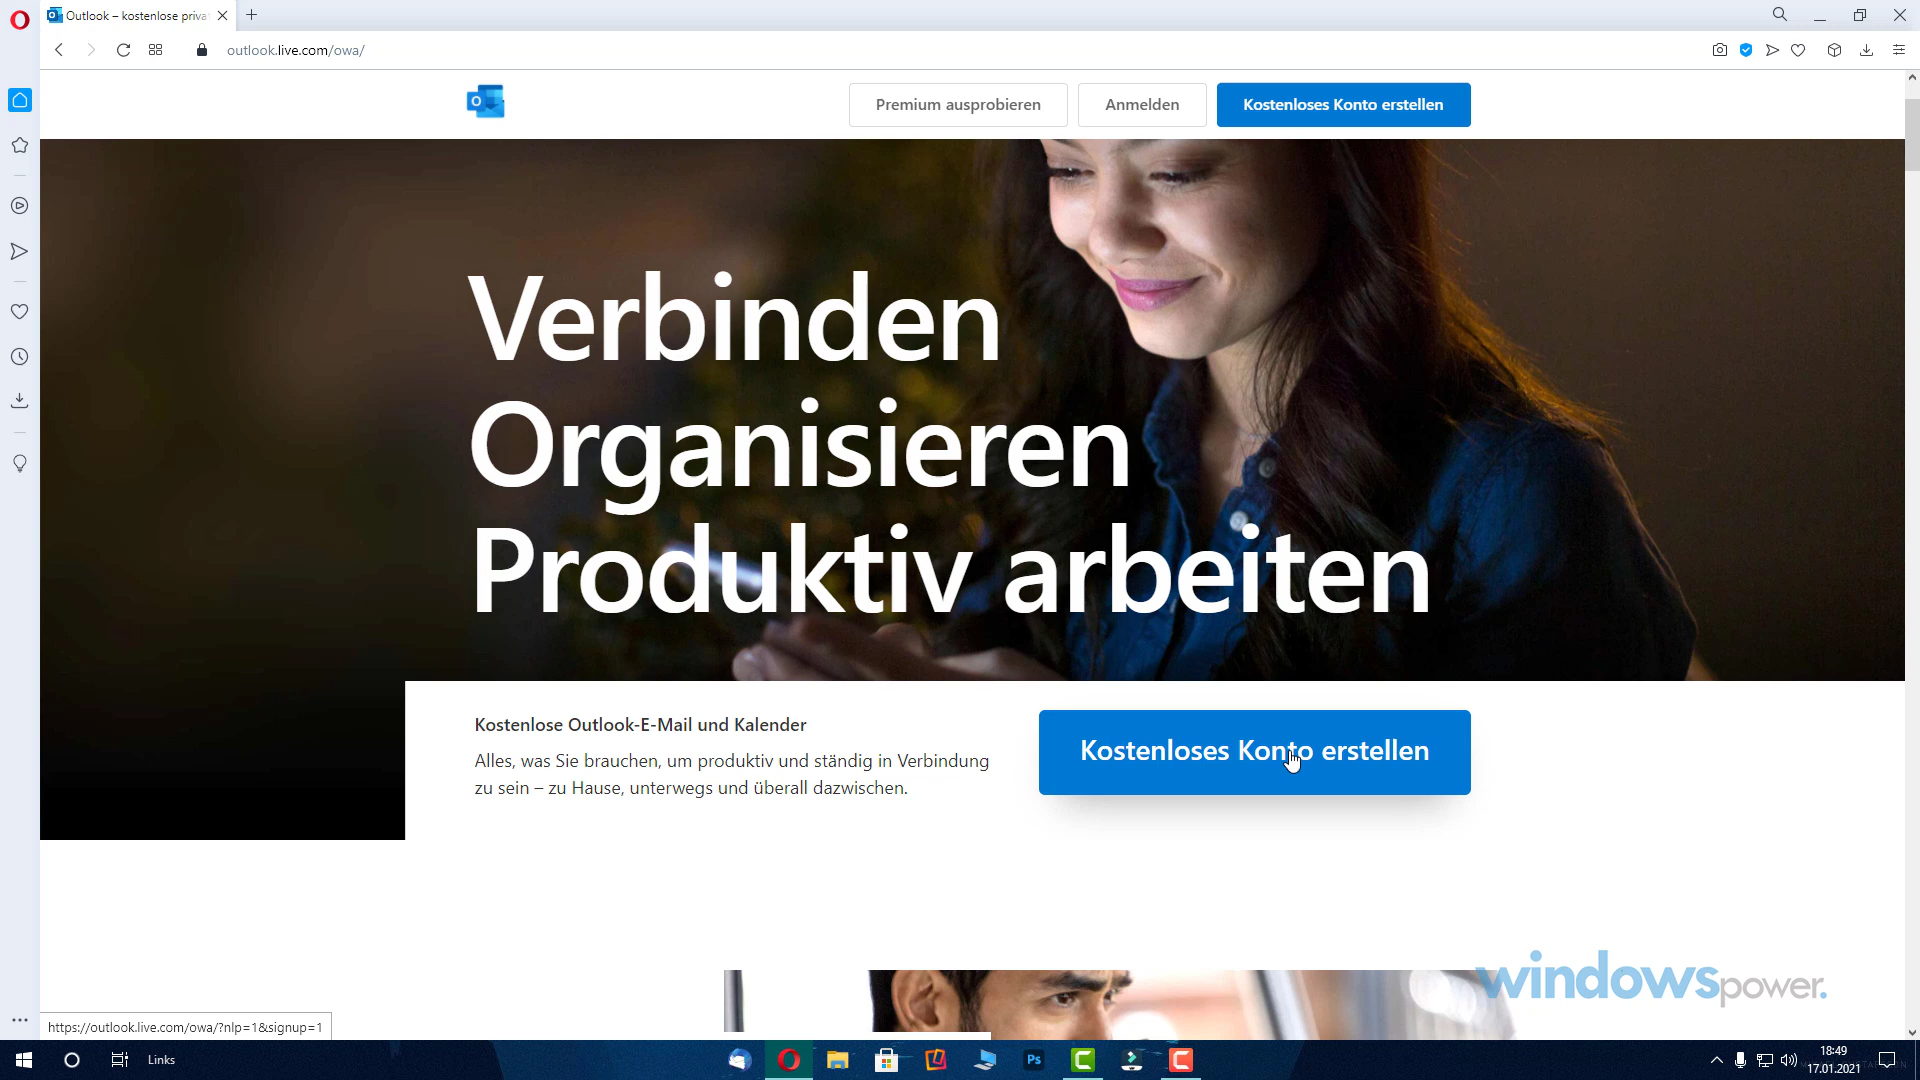 Outlook – kostenlose priva
outlook.live.com/owa/
Premium ausprobieren
Anmelden
Kostenloses Konto erstellen
Verbinden
Organisieren
Produktiv arbeiten
Kostenlose Outlook-E-Mail und Kalender
Alles, was Sie brauchen, um produktiv und ständig in Verbindung
zu sein – zu Hause, unterwegs und überall dazwischen.
Kostenloses Konto erstellen
windowspower.
https://outlook.live.com/owa/?nlp=1&signup=1
Links
Ps
18:49
17.01.2021